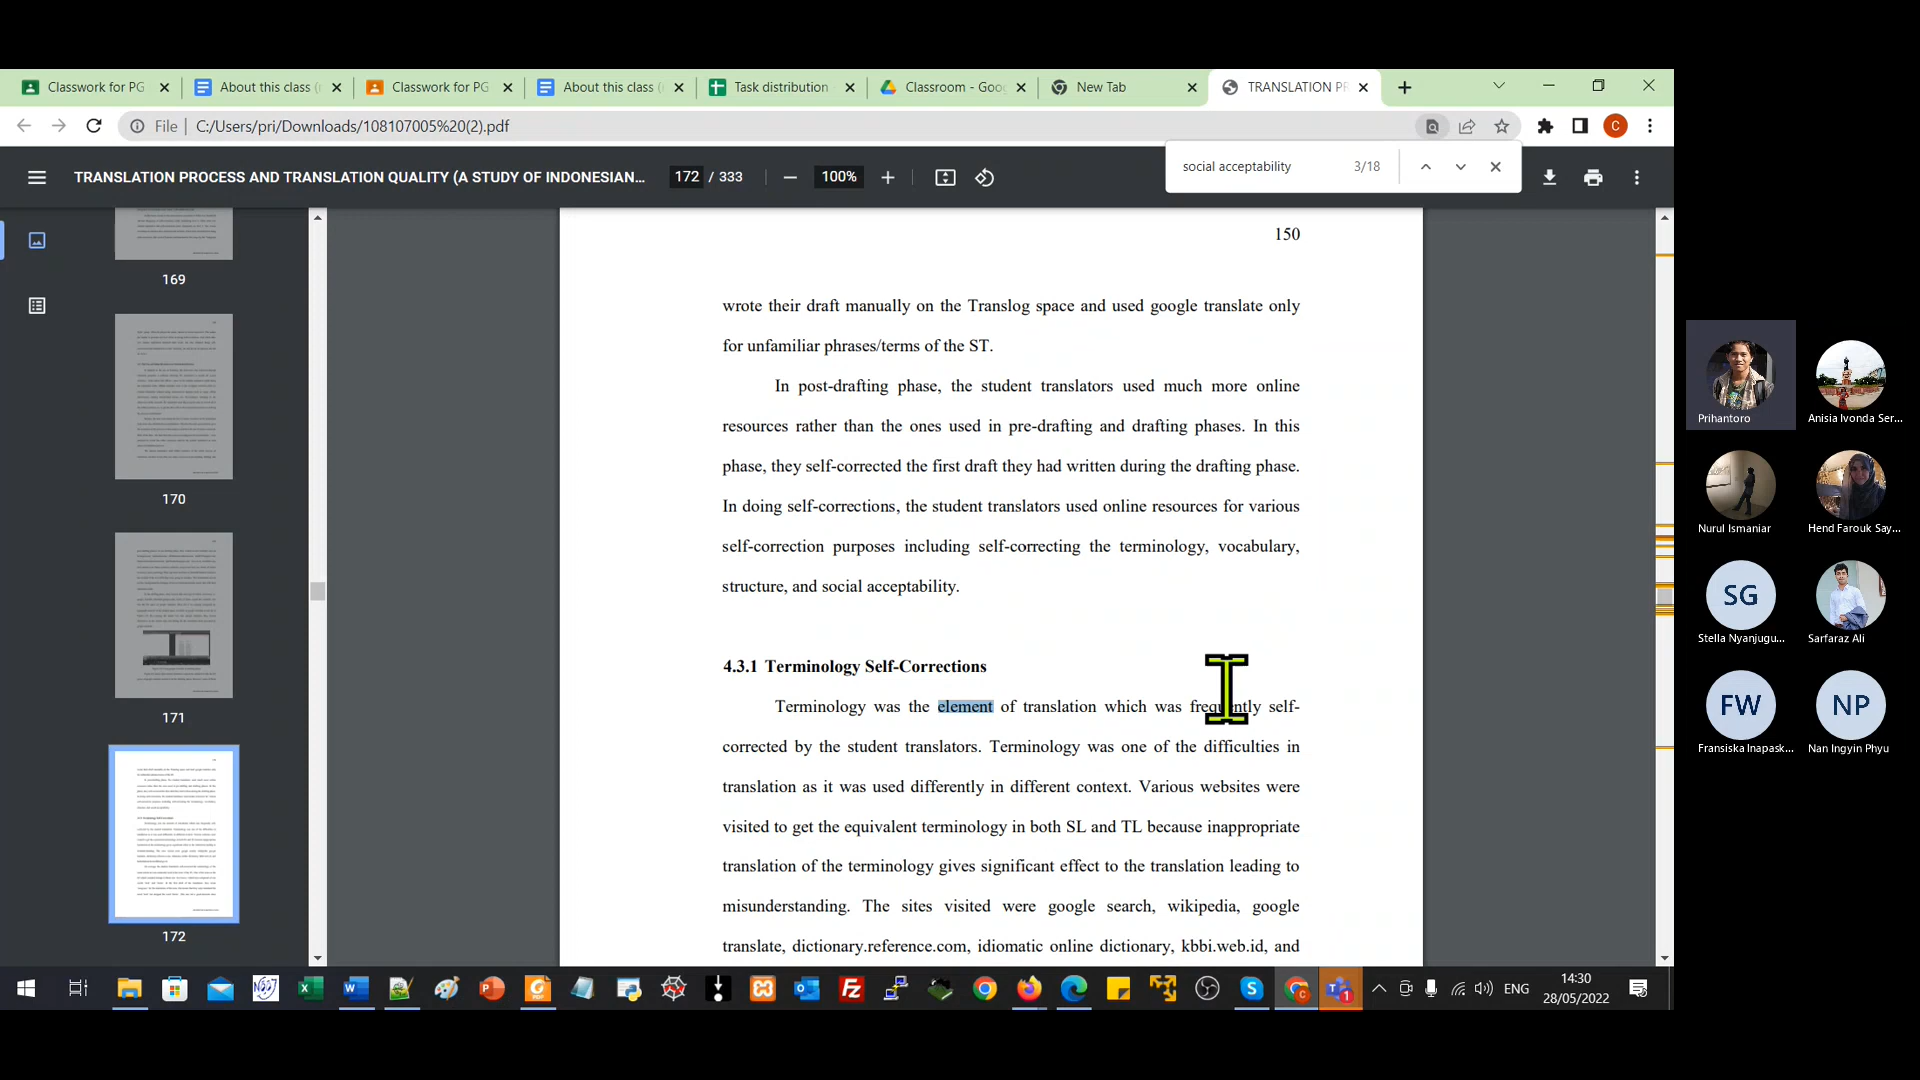 Classwork for PG
About this class (
Classwork for PG
About this class (
Task distribution
Classroom - Goo
New Tab
TRANSLATION PR
File
C:/Users/pri/Downloads/108107005%20(2).pdf
C
social acceptability
3/18
TRANSLATION PROCESS AND TRANSLATION QUALITY (A STUDY OF INDONESIAN...
172 / 333
100%
169
170
171
172
150
wrote their draft manually on the Translog space and used google translate only
for unfamiliar phrases/terms of the ST.
In post-drafting phase, the student translators used much more online
resources rather than the ones used in pre-drafting and drafting phases. In this
phase, they self-corrected the first draft they had written during the drafting phase.
In doing self-corrections, the student translators used online resources for various
self-correction purposes including self-correcting the terminology, vocabulary,
structure, and social acceptability.
4.3.1 Terminology Self-Corrections
Terminology was the element of translation which was frequently self-
corrected by the student translators. Terminology was one of the difficulties in
translation as it was used differently in different context. Various websites were
visited to get the equivalent terminology in both SL and TL because inappropriate
translation of the terminology gives significant effect to the translation leading to
misunderstanding. The sites visited were google search, wikipedia, google
translate, dictionary.reference.com, idiomatic online dictionary, kbbi.web.id, and
Prihantoro
Anisia Ivonda Ser...
Nurul Ismaniar
Hend Farouk Say...
SG
Stella Nyanjugu...
Sarfaraz Ali
FW
Fransiska Inapask...
NP
Nan Ingyin Phyu
ENG
14:30
28/05/2022